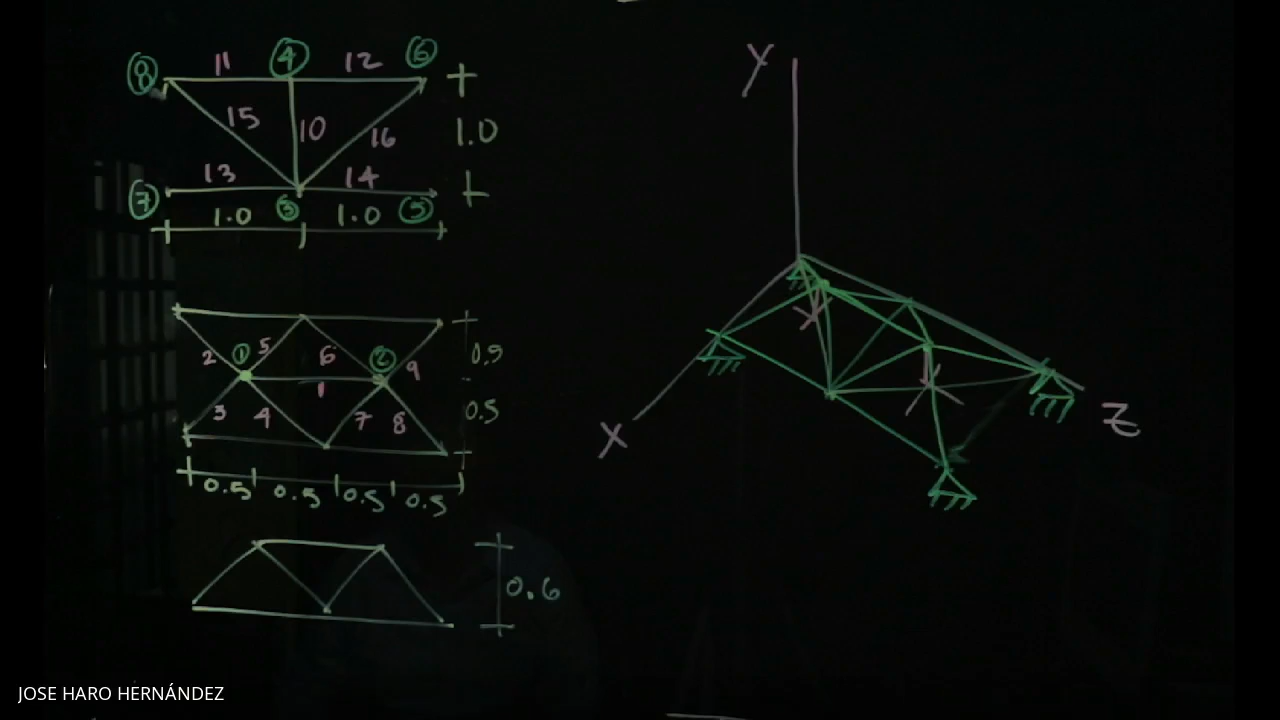 8 11 4 12 6
15 10 16 1.0
13 14
7 1.0 3 1.0 5
2 1 5 6 2 9 0.5
1
3 4 7 8 0.5
0.5 0.5 0.5 0.5
0.6
Y
X
Z
JOSE HARO HERNÁNDEZ